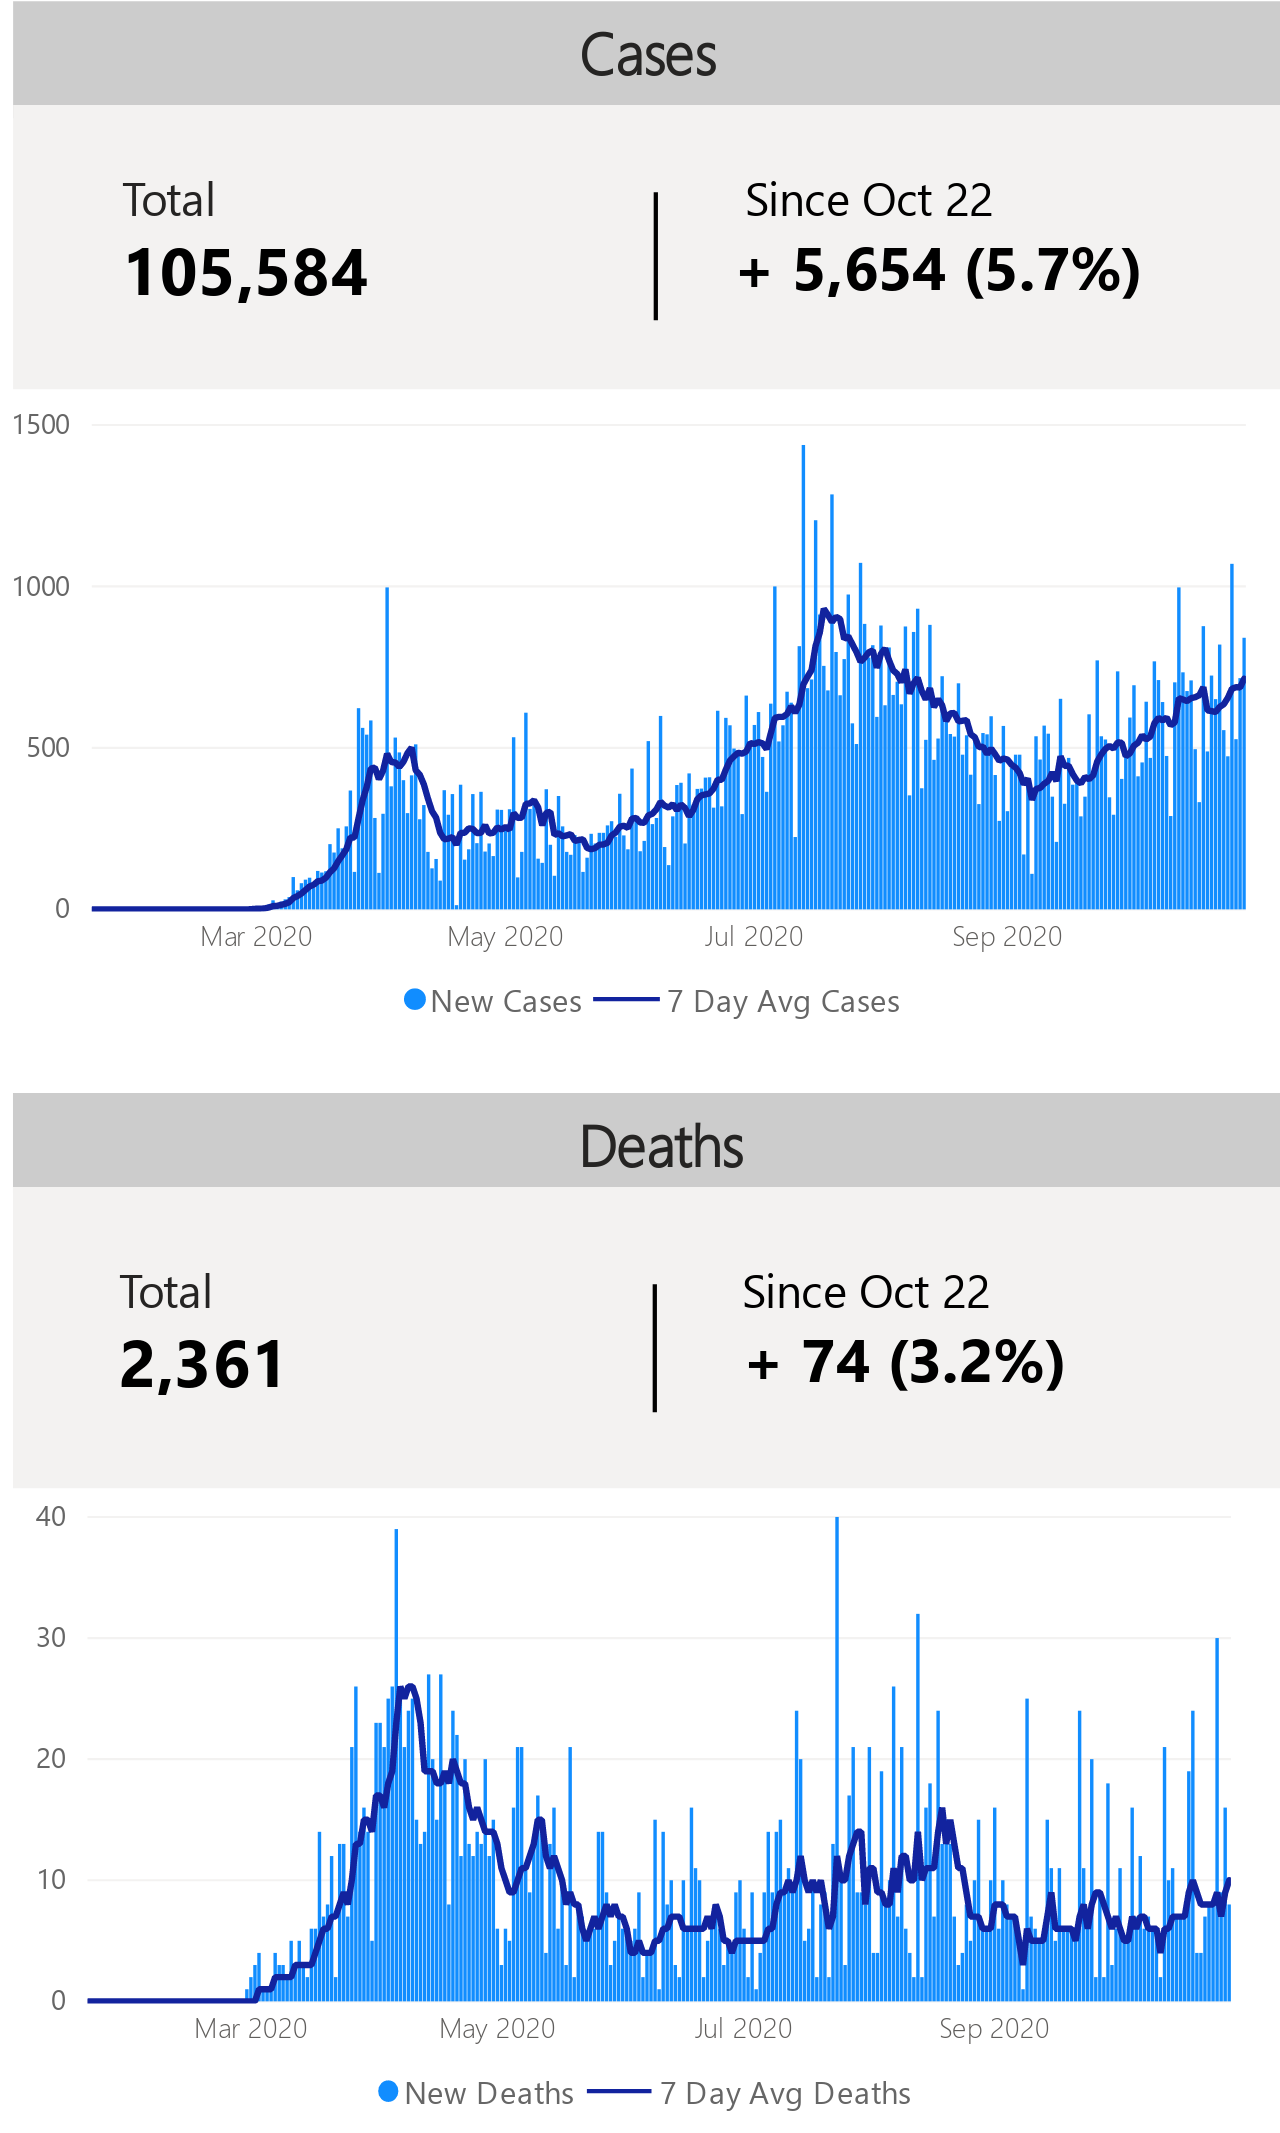 Cases
Total
Since Oct 22
105,584
+ 5,654 (5.7%)
1500
1000
500
0
Mar 2020
May 2020
Jul 2020
Sep 2020
New Cases
7 Day Avg Cases
Deaths
Total
Since Oct 22
2,361
+ 74 (3.2%)
40
30
20
10
0
Mar 2020
May 2020
Jul 2020
Sep 2020
New Deaths
7 Day Avg Deaths